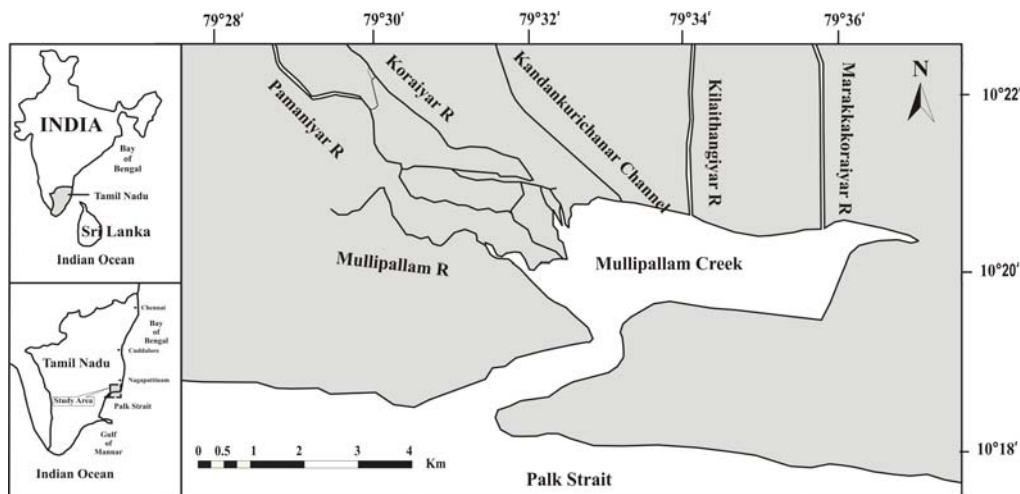 79°28' 79°30' 79°32' 79°34' 79°36'
INDIA
Bay
of
Bengal
Tamil Nadu
Sri Lanka
Indian Ocean
Chennai
Bay
of
Bengal
Cuddalore
Tamil Nadu
Nagapattinam
Study Area
Palk Strait
Gulf
of
Mannar
Indian Ocean
Pamaniyar R
Koraiyar R
Kandankurichanar Channel
Kilaithangiyar R
Marakkakoraiyar R
N
10°22'
Mullipallam R
Mullipallam Creek
10°20'
0 0.5 1 2 3 4
Km
10°18'
Palk Strait